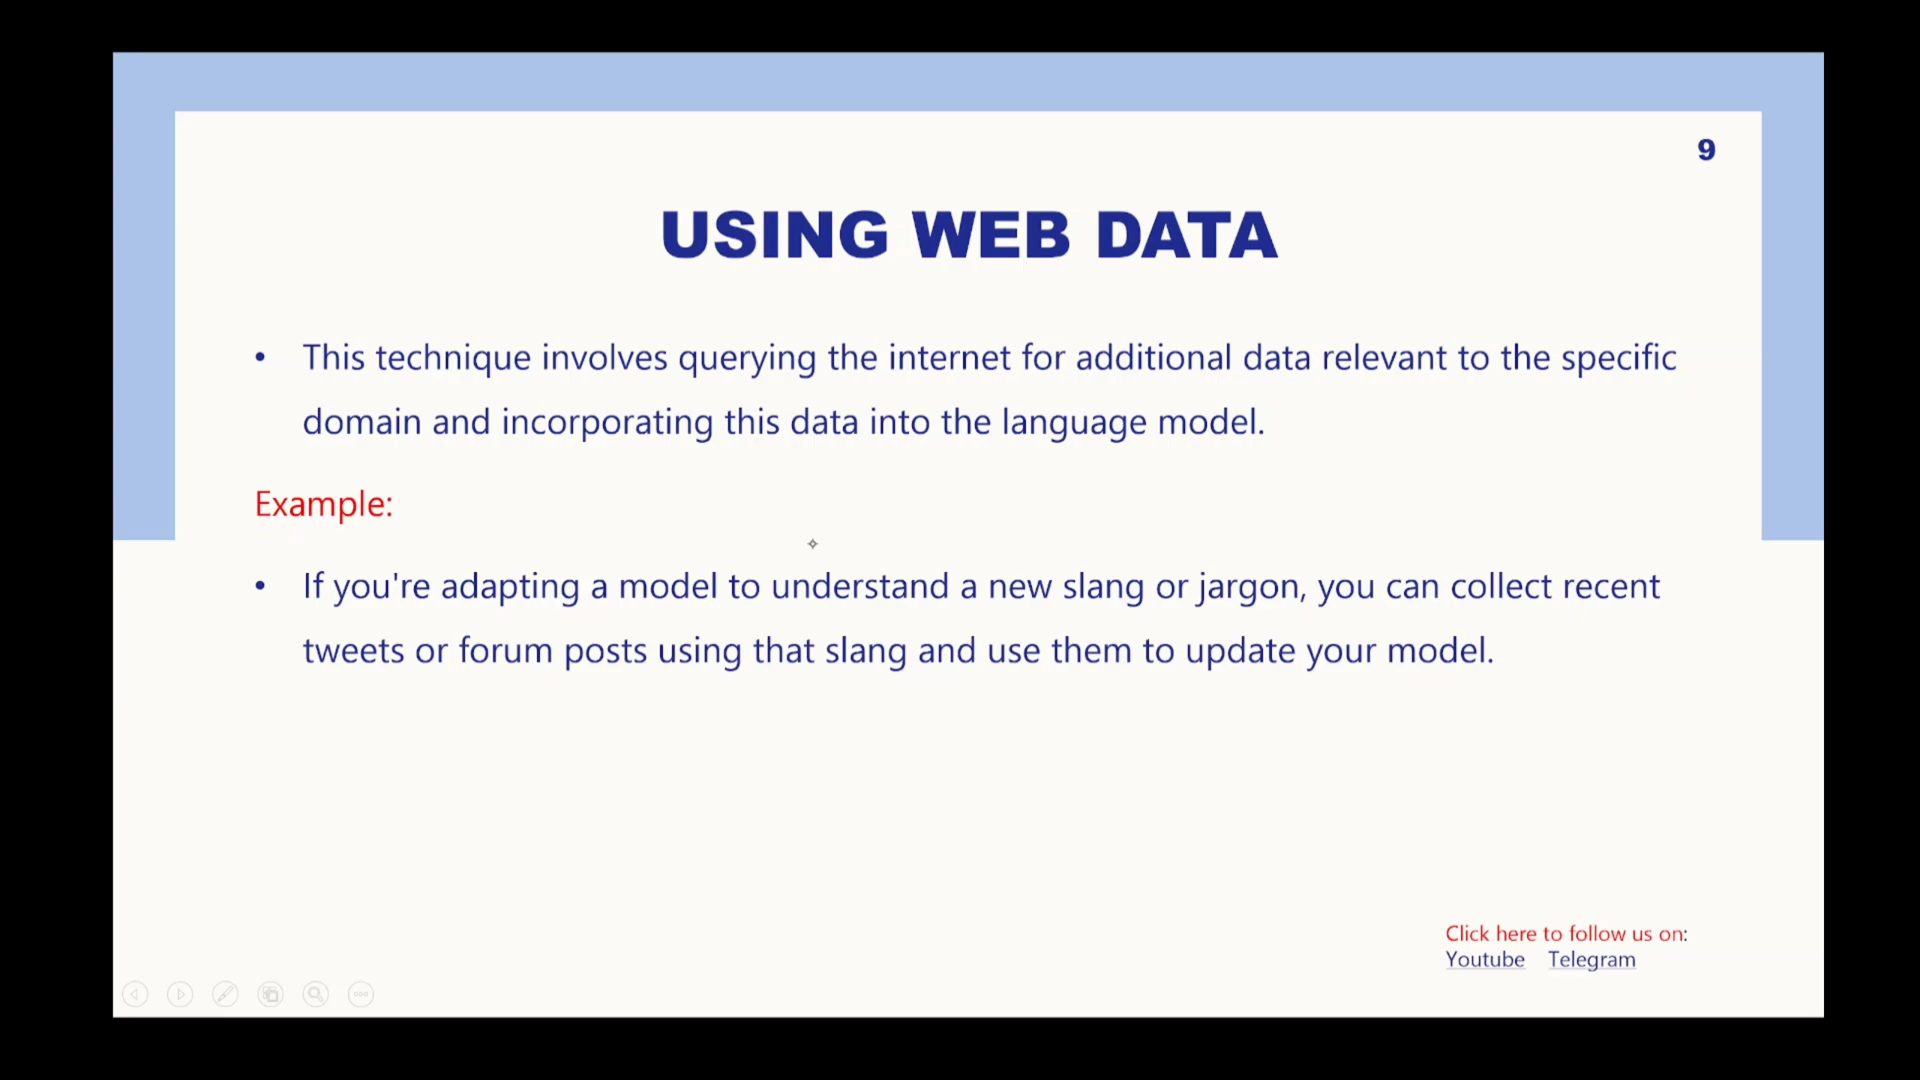 9
USING WEB DATA
• This technique involves querying the internet for additional data relevant to the specific
domain and incorporating this data into the language model.
Example:
• If you're adapting a model to understand a new slang or jargon, you can collect recent
tweets or forum posts using that slang and use them to update your model.
Click here to follow us on:
Youtube Telegram